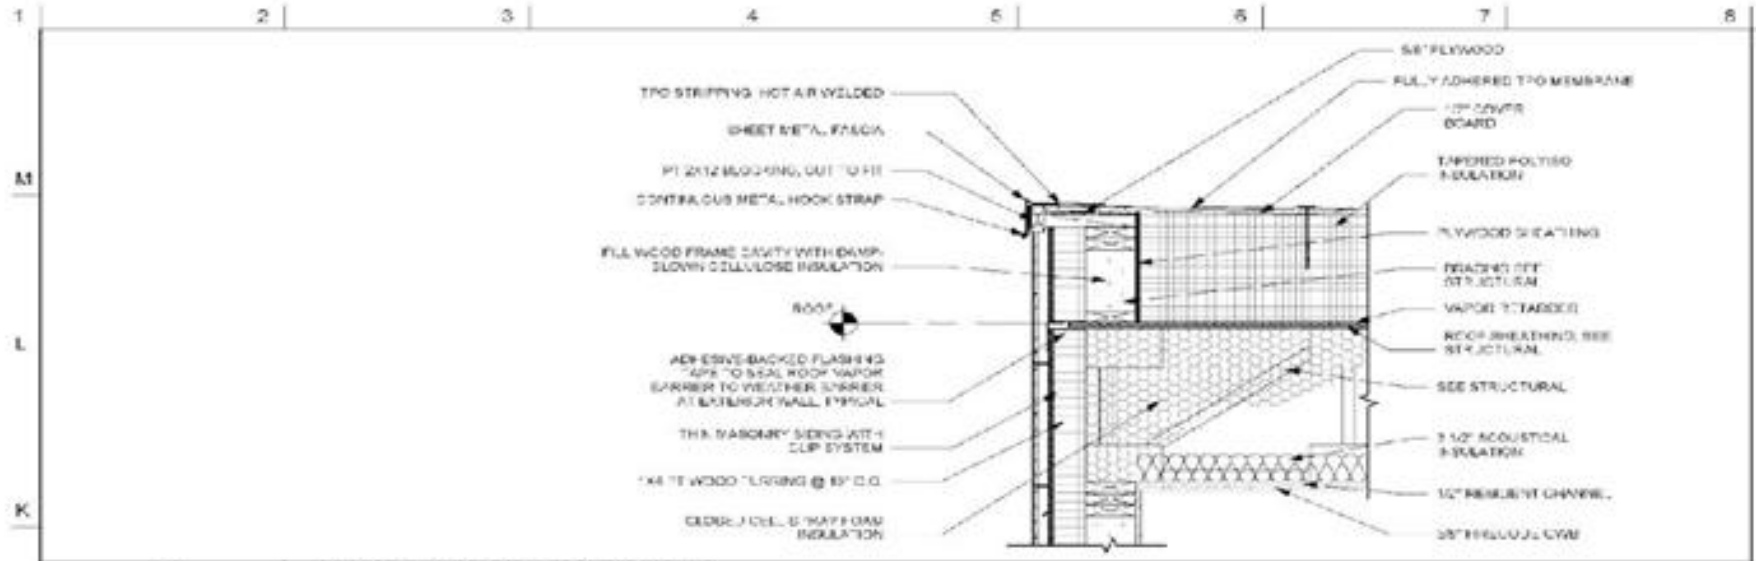 1 2 3 4 5 6 7 8
M
L
K
TPO STRIPPING, HOT AIR WELDED
SHEET METAL FASCIA
PT 2X12 BLOCKING, CUT TO FIT
CONTINUOUS METAL HOOK STRAP
FILL WOOD FRAME CAVITY WITH DAMP-
BLOWN CELLULOSE INSULATION
ROOF
ADHESIVE-BACKED FLASHING
TAPE TO SEAL ROOF VAPOR
BARRIER TO WEATHER BARRIER
AT EXTERIOR WALL, TYPICAL
THIN MASONRY SIDING WITH
CLIP SYSTEM
1X4 PT WOOD FURRING @ O.C.
CLOSED CELL SPRAY FOAM
INSULATION
5/8" PLYWOOD
FULLY ADHERED TPO MEMBRANE
1/2" COVER
BOARD
TAPERED POLYISO
INSULATION
PLYWOOD SHEATHING
BRACING SEE
STRUCTURAL
VAPOR RETARDER
ROOF SHEATHING, SEE
STRUCTURAL
SEE STRUCTURAL
3 1/2" ACOUSTICAL
INSULATION
1/2" RESILIENT CHANNEL
5/8" FIRECODE GWB